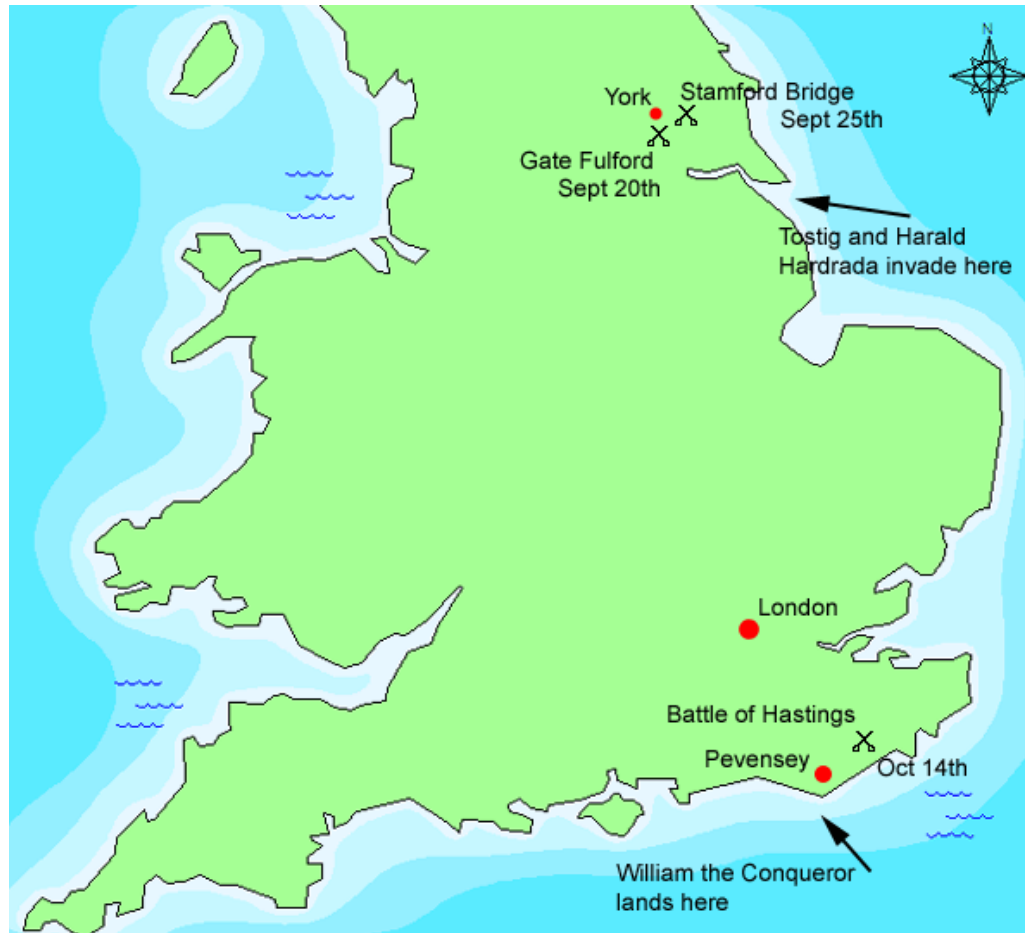 N
York
Stamford Bridge
Sept 25th
Gate Fulford
Sept 20th
Tostig and Harald
Hardrada invade here
London
Battle of Hastings
Pevensey
Oct 14th
William the Conqueror
lands here